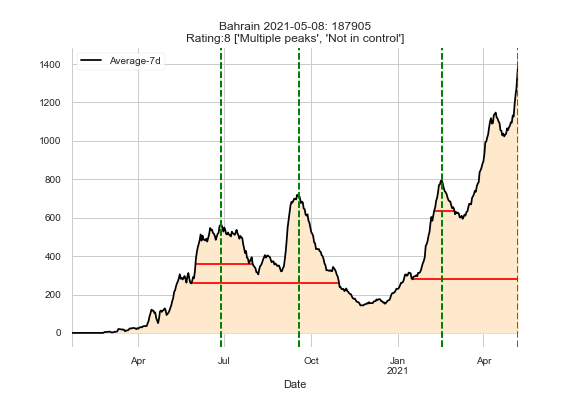 Bahrain 2021-05-08: 187905
Rating:8 ['Multiple peaks', 'Not in control']
Average-7d
1400
1200
1000
800
600
400
200
0
Apr Jul Oct Jan Apr
2021
Date